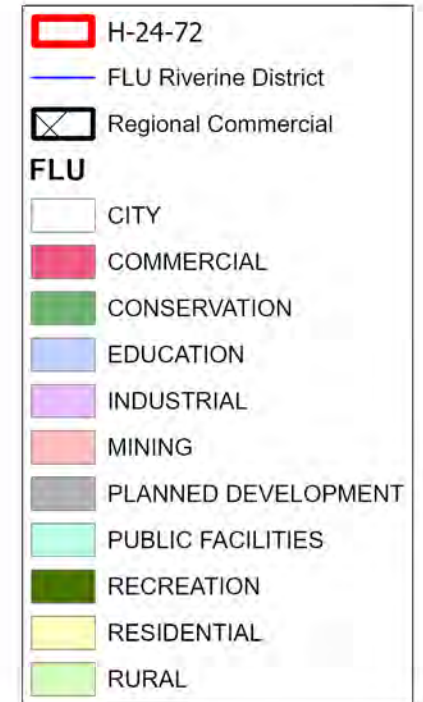 H-24-72
FLU Riverine District
Regional Commercial
FLU
CITY
COMMERCIAL
CONSERVATION
EDUCATION
INDUSTRIAL
MINING
PLANNED DEVELOPMENT
PUBLIC FACILITIES
RECREATION
RESIDENTIAL
RURAL